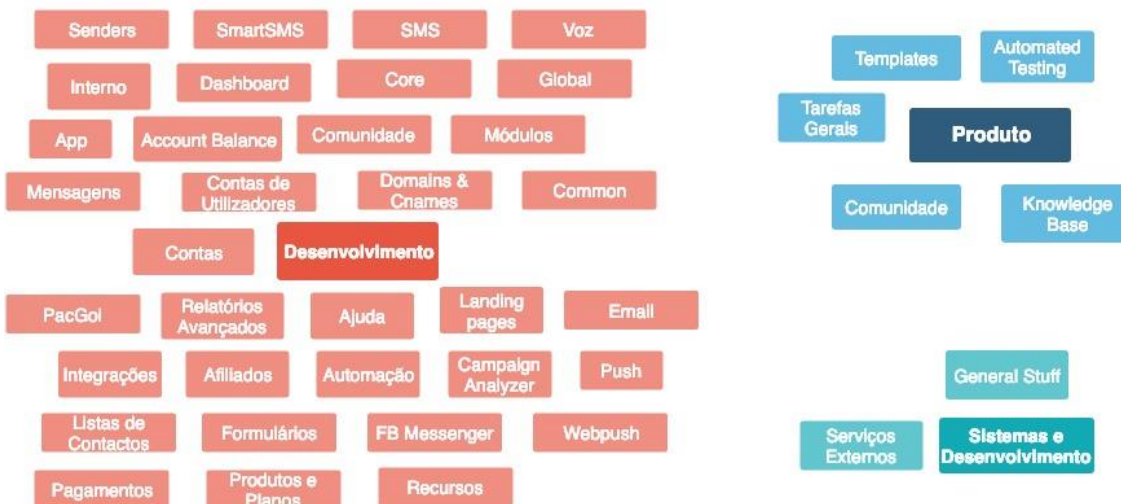 Senders
SmartSMS
SMS
Voz
Templates
Automated
Testing
Interno
Dashboard
Core
Global
Tarefas
Gerais
Produto
App
Account Balance
Comunidade
Módulos
Mensagens
Contas de
Utilizadores
Domains &
Cnames
Common
Comunidade
Knowledge
Base
Contas
Desenvolvimento
PacGol
Relatórios
Avançados
Ajuda
Landing
pages
Email
Integrações
Afiliados
Automação
Campaign
Analyzer
Push
General Stuff
Listas de
Contactos
Formulários
FB Messenger
Webpush
Serviços
Externos
Sistemas e
Desenvolvimento
Pagamentos
Produtos e
Planos
Recursos